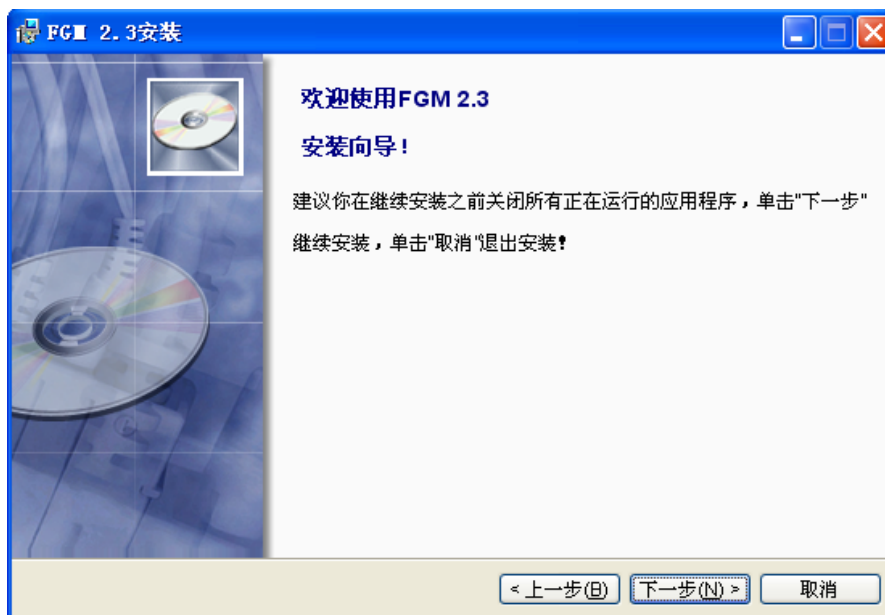 FGM 2.3安装
欢迎使用FGM 2.3
安装向导!
建议你在继续安装之前关闭所有正在运行的应用程序，单击"下一步"
继续安装，单击"取消"退出安装!
< 上一步(B)
下一步(N) >
取消